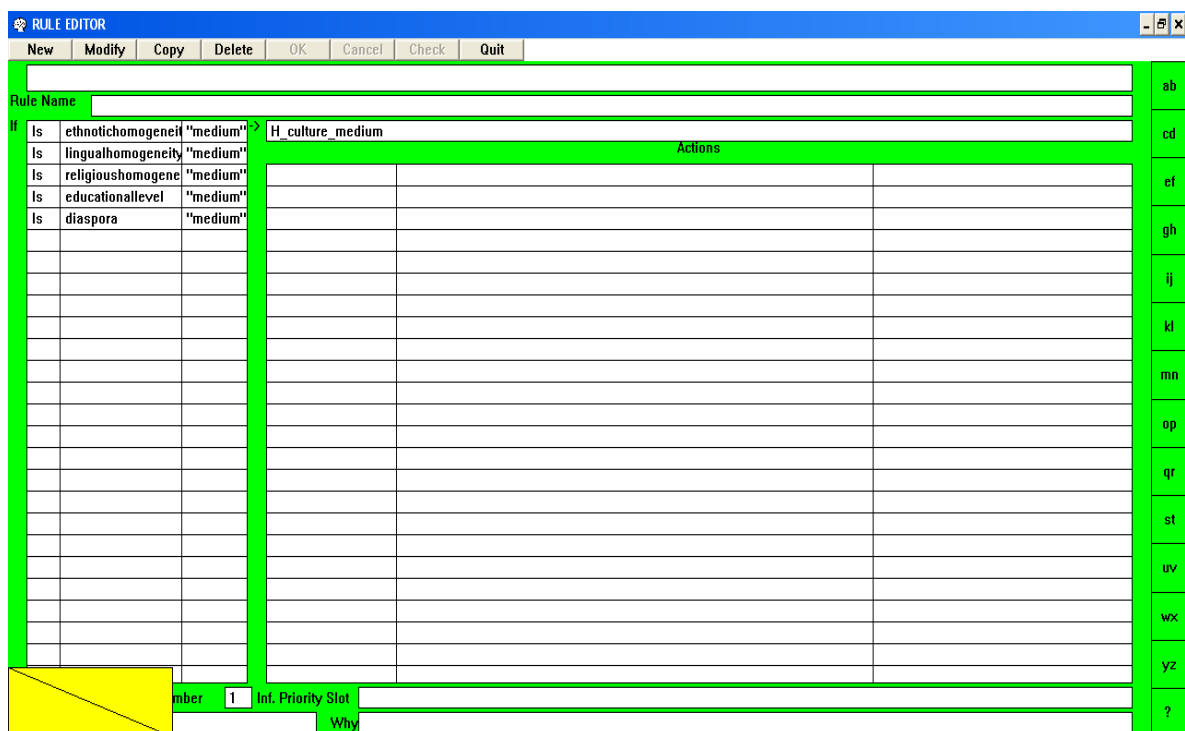 RULE EDITOR
New Modify Copy Delete OK Cancel Check Quit
Rule Name
If Is ethnotichomogeneit "medium" -> H_culture_medium
Is lingualhomogeneity "medium" Actions
Is religioushomogene "medium"
Is educationallevel "medium"
Is diaspora "medium"
mber 1 Inf. Priority Slot
Why
ab
cd
ef
gh
ij
kl
mn
op
qr
st
uv
wx
yz
?